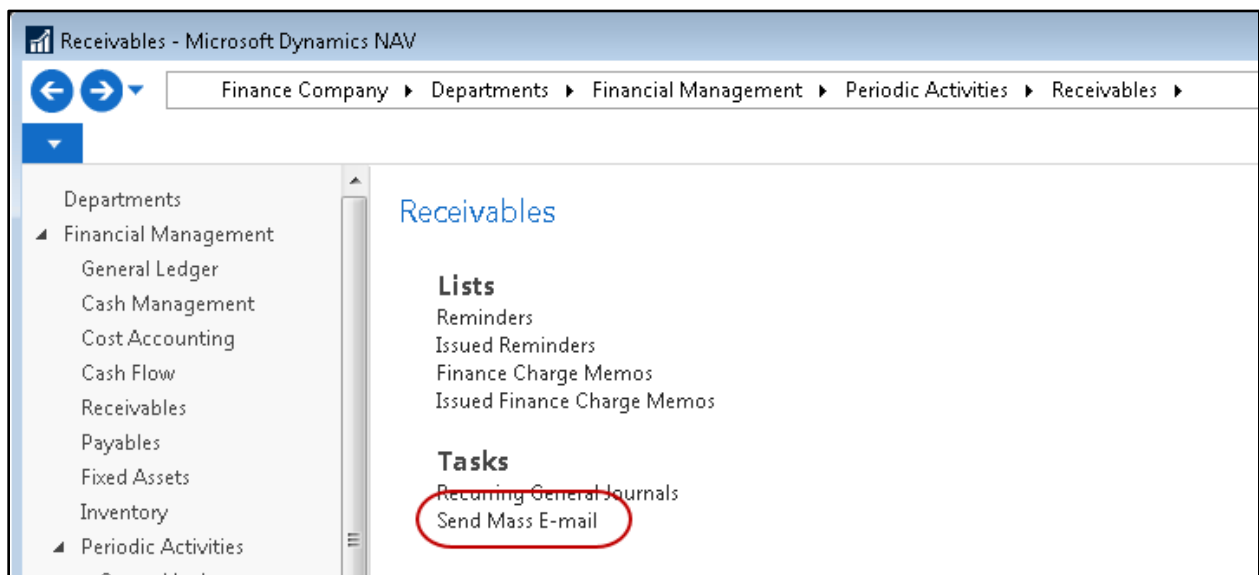 Receivables - Microsoft Dynamics NAV
Finance Company ▸ Departments ▸ Financial Management ▸ Periodic Activities ▸ Receivables ▸
Departments
Financial Management
General Ledger
Cash Management
Cost Accounting
Cash Flow
Receivables
Payables
Fixed Assets
Inventory
Periodic Activities
Receivables
Lists
Reminders
Issued Reminders
Finance Charge Memos
Issued Finance Charge Memos
Tasks
Recurring General Journals
Send Mass E-mail